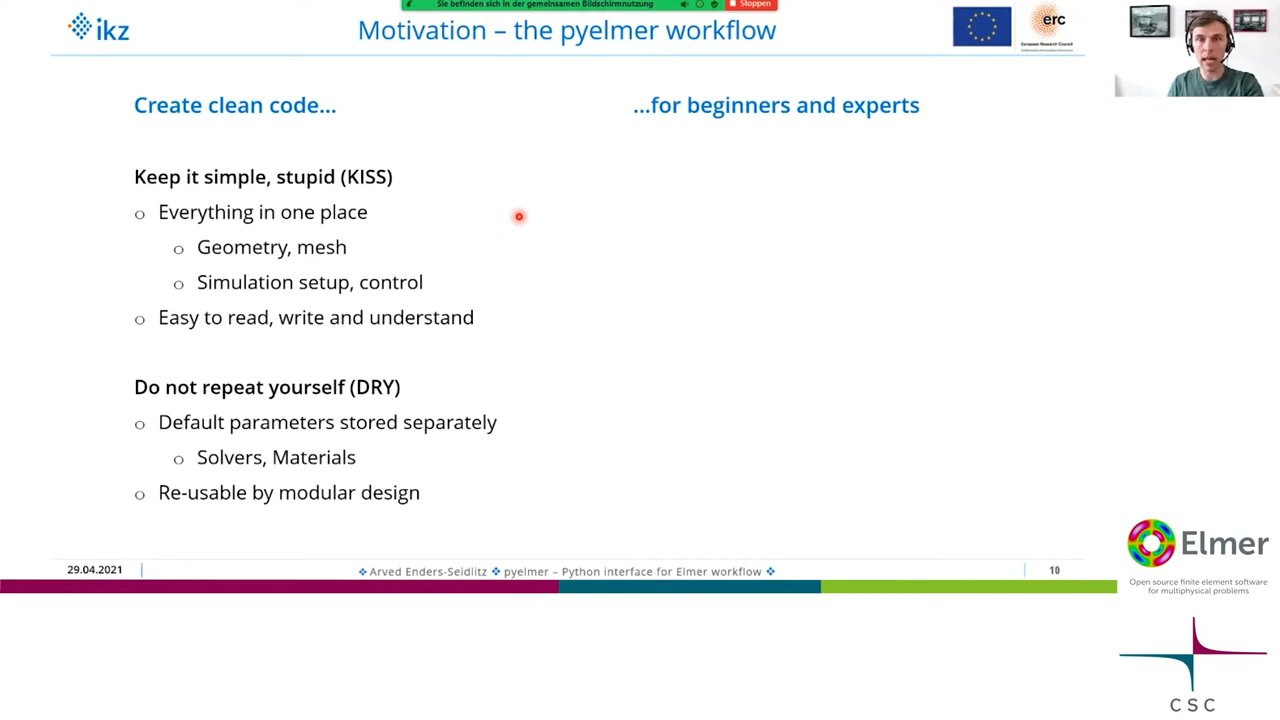 Sie befinden sich in der gemeinsamen Bildschirmnutzung
Stoppen
ikz
Motivation – the pyelmer workflow
erc
European Research Council
Create clean code...
...for beginners and experts
Keep it simple, stupid (KISS)
o Everything in one place
o Geometry, mesh
o Simulation setup, control
o Easy to read, write and understand
Do not repeat yourself (DRY)
o Default parameters stored separately
o Solvers, Materials
o Re-usable by modular design
29.04.2021
❖ Arved Enders-Seidlitz ❖ pyelmer – Python interface for Elmer workflow ❖
10
Elmer
Open source finite element software
for multiphysical problems
CSC